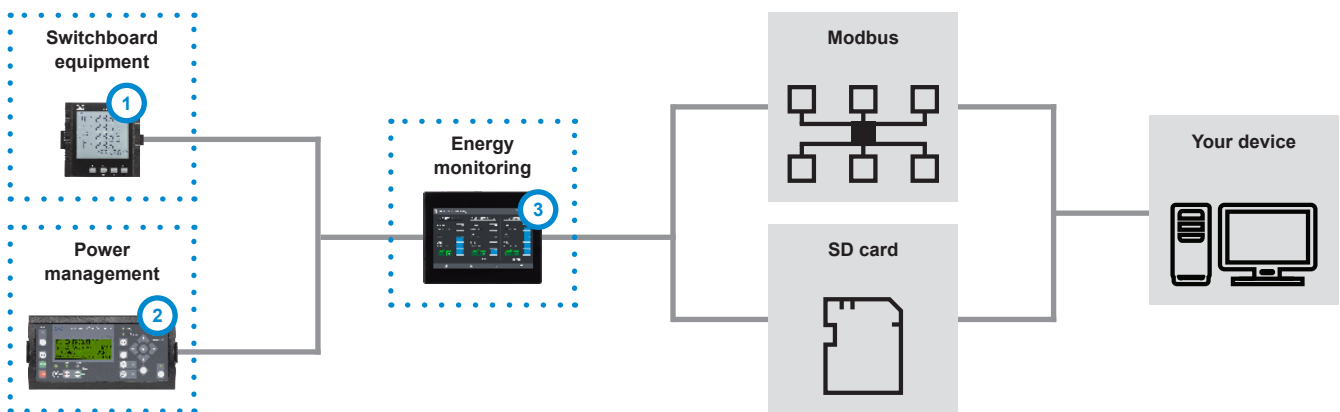 Switchboard
equipment
1
Power
management
2
Energy
monitoring
3
Modbus
SD card
Your device